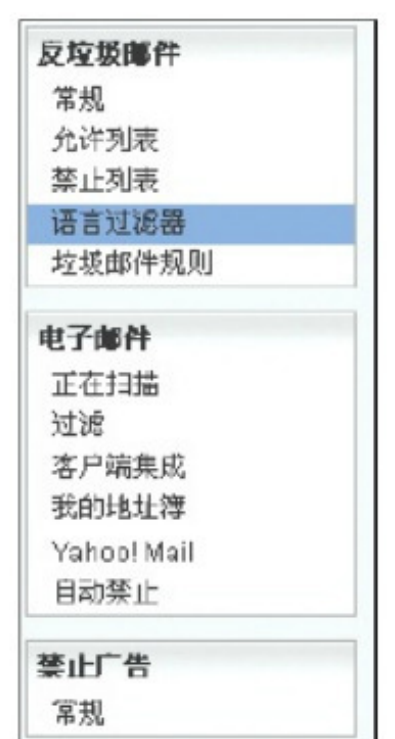 反垃圾邮件
常规
允许列表
禁止列表
语言过滤器
垃圾邮件规则
电子邮件
正在扫描
过滤
客户端集成
我的地址簿
Yahoo! Mail
自动禁止
禁止广告
常规